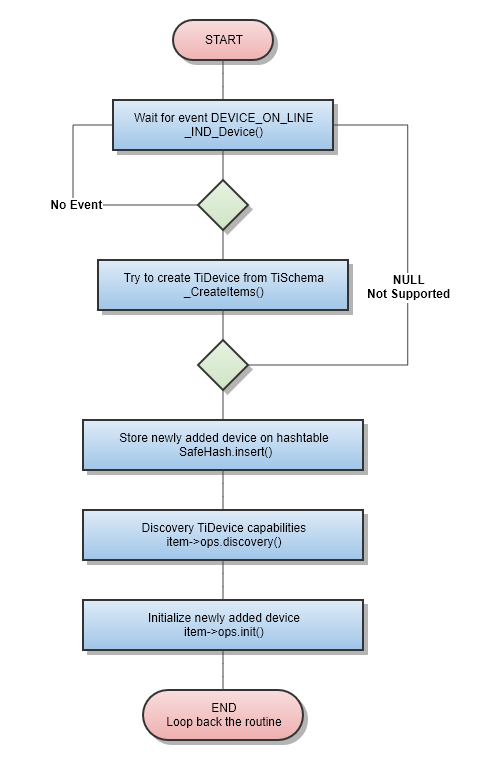 START
Wait for event DEVICE_ON_LINE
_IND_Device()
No Event
Try to create TiDevice from TiSchema
_CreateItems()
NULL
Not Supported
Store newly added device on hashtable
SafeHash.insert()
Discovery TiDevice capabilities
item->ops.discovery()
Initialize newly added device
item->ops.init()
END
Loop back the routine